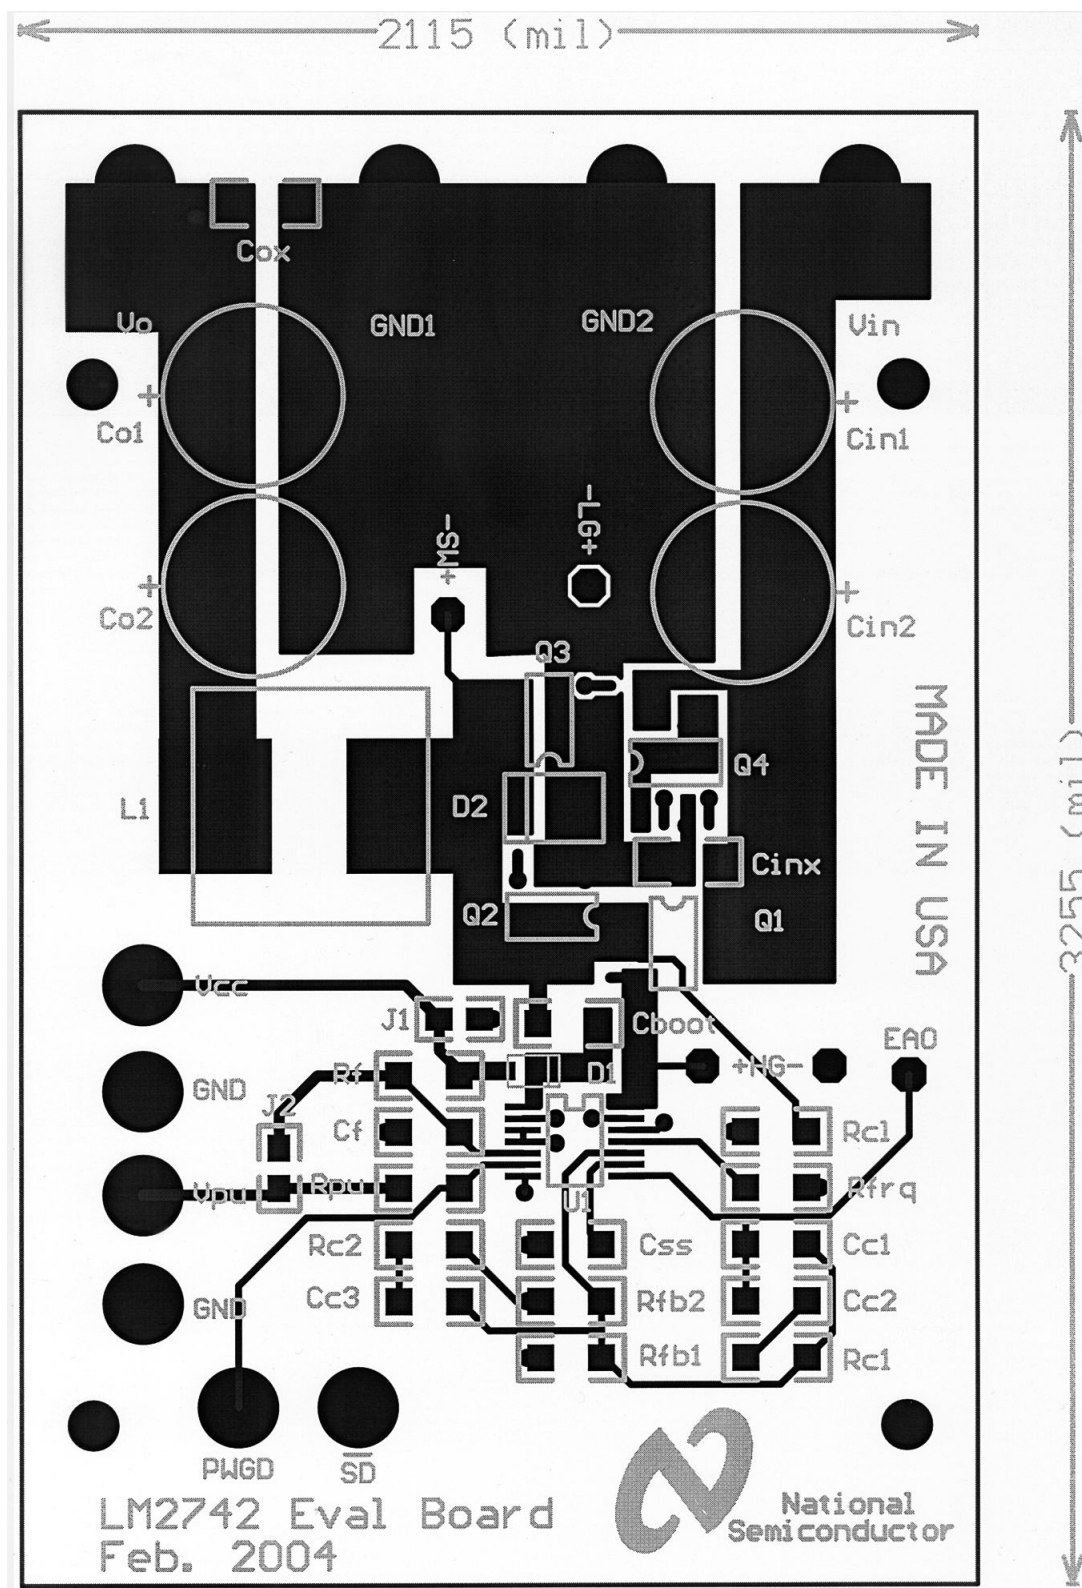 2115 (mil)
Cox
Vo
GND1
GND2
Vin
+
Co1
+
Cin1
-LG+
+MS-
+
Co2
+
Cin2
Q3
MADE IN USA
Q4
L1
D2
Cinx
Q2
Q1
3255 (mil)
Vcc
J1
Cboot
EAO
Rf
D1
+HG-
GND
J2
Cf
Rcl
Vpu
Rpu
U1
Rfrq
Rc2
Css
Cc1
Cc3
Rfb2
Cc2
GND
Rfb1
Rc1
PWGD
SD
LM2742 Eval Board
Feb. 2004
National
Semiconductor